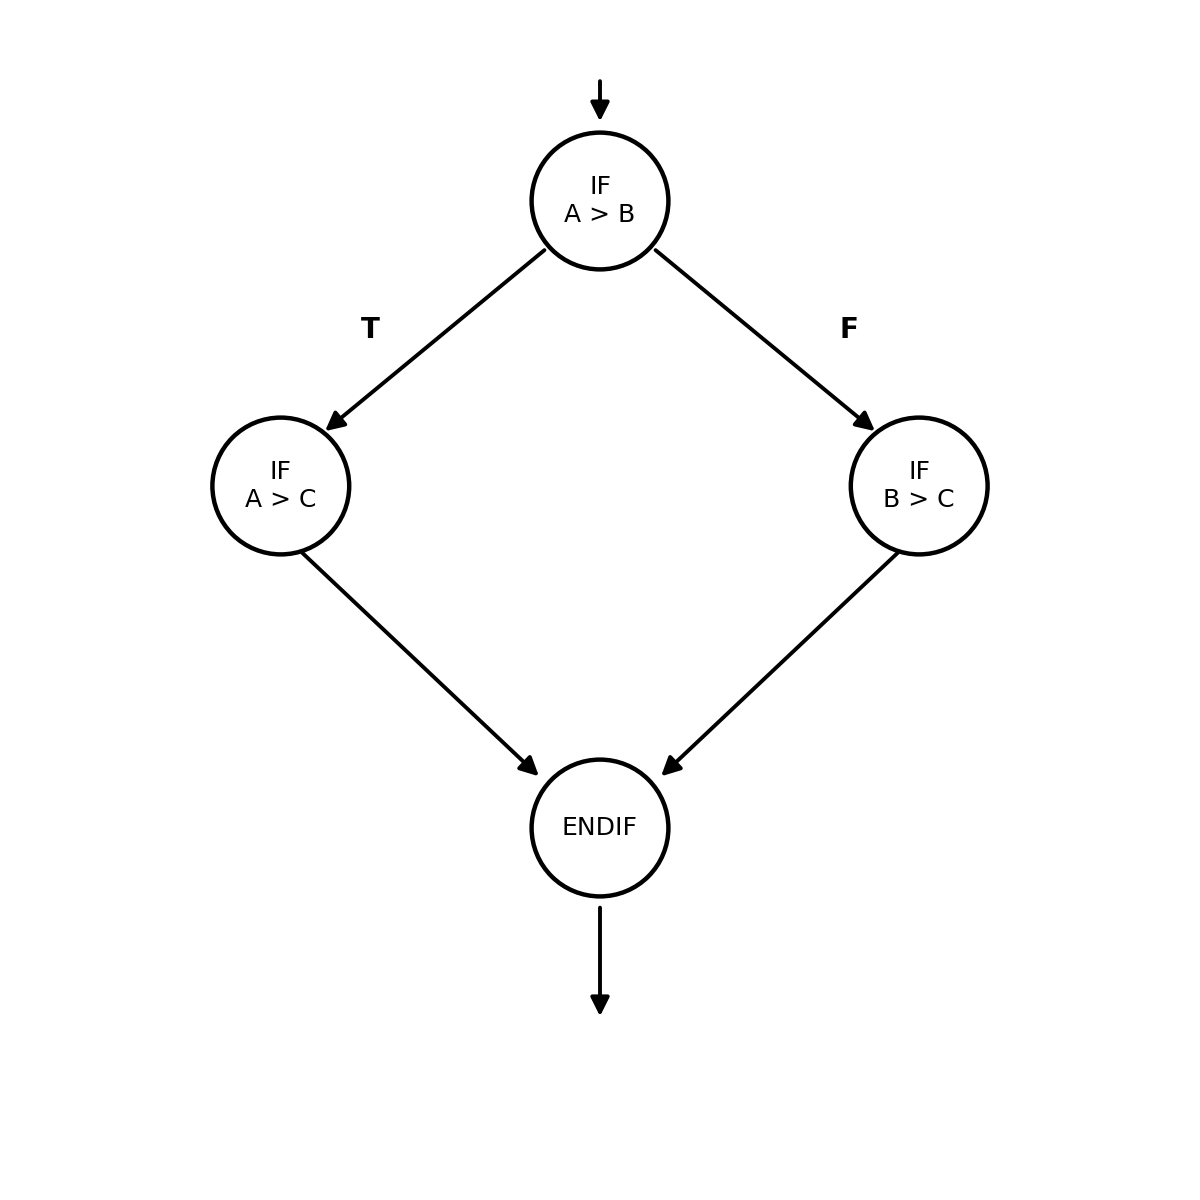 IF
A > B
T
F
IF
A > C
IF
B > C
ENDIF